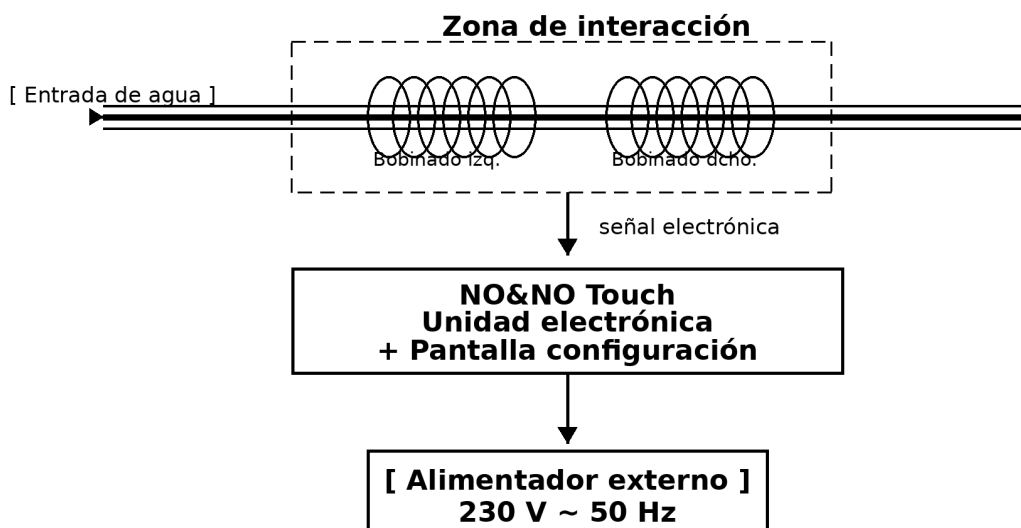 Zona de interacción
[ Entrada de agua ]
Bobinado izq.
Bobinado dcho.
señal electrónica
NO&NO Touch
Unidad electrónica
+ Pantalla configuración
[ Alimentador externo ]
230 V ~ 50 Hz